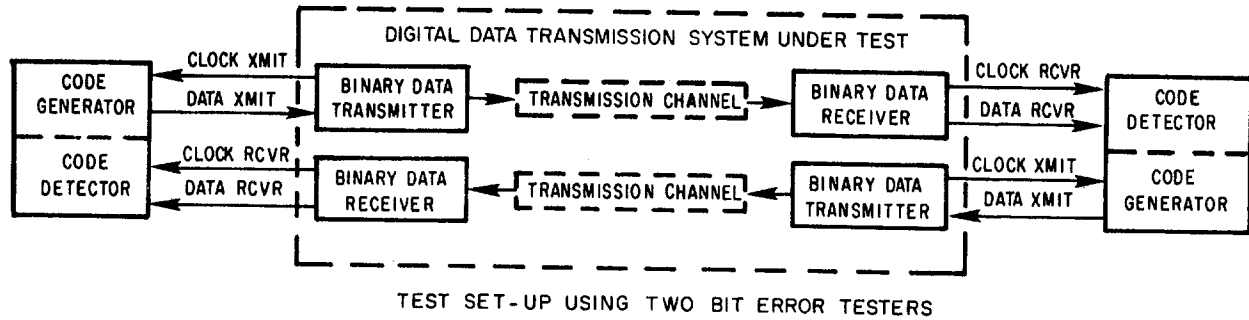 DIGITAL DATA TRANSMISSION SYSTEM UNDER TEST
CODE
GENERATOR
CODE
DETECTOR
CLOCK XMIT
DATA XMIT
CLOCK RCVR
DATA RCVR
BINARY DATA
TRANSMITTER
TRANSMISSION CHANNEL
BINARY DATA
RECEIVER
BINARY DATA
RECEIVER
TRANSMISSION CHANNEL
BINARY DATA
TRANSMITTER
CLOCK RCVR
DATA RCVR
CLOCK XMIT
DATA XMIT
CODE
DETECTOR
CODE
GENERATOR
TEST SET-UP USING TWO BIT ERROR TESTERS